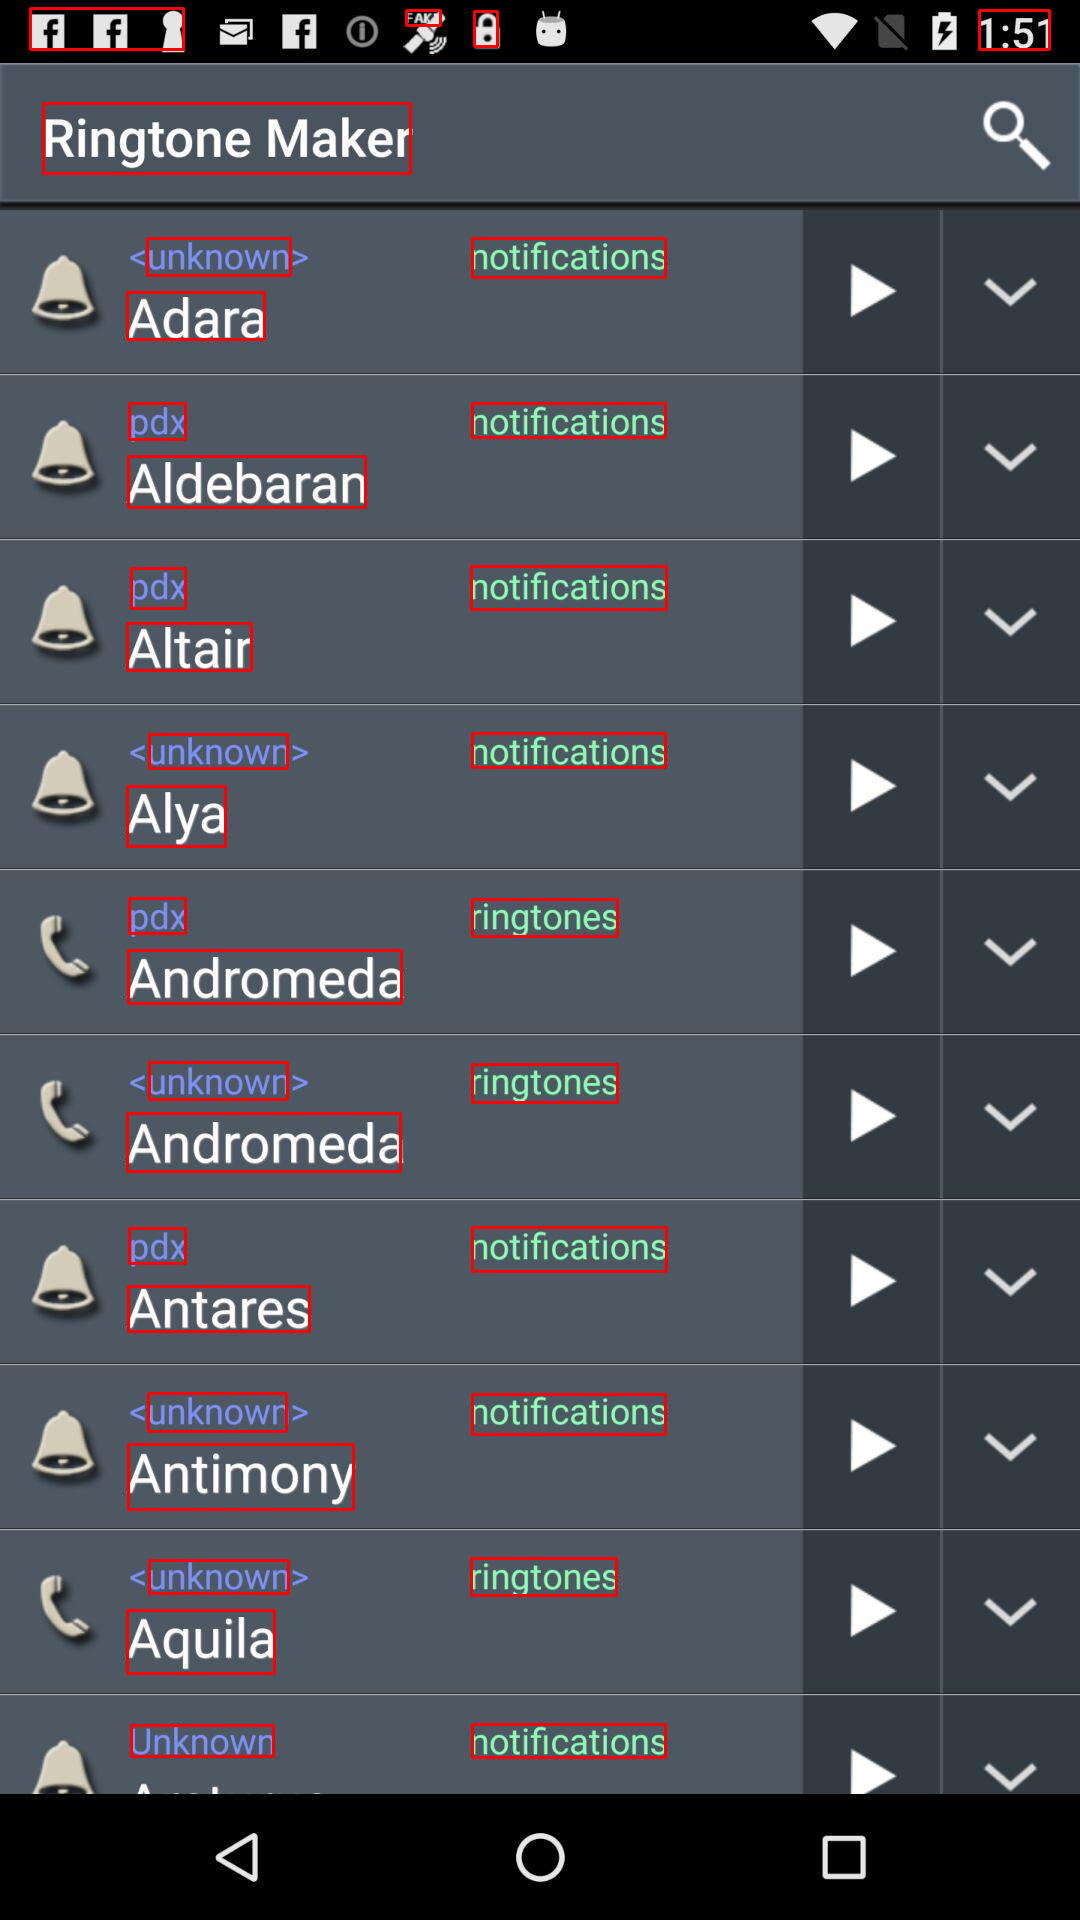 FAKE 1:51
Ringtone Maker
<unknown> notifications
Adara
pdx notifications
Aldebaran
pdx notifications
Altair
<unknown> notifications
Alya
pdx ringtones
Andromeda
<unknown> ringtones
Andromeda
pdx notifications
Antares
<unknown> notifications
Antimony
<unknown> ringtones
Aquila
Unknown notifications